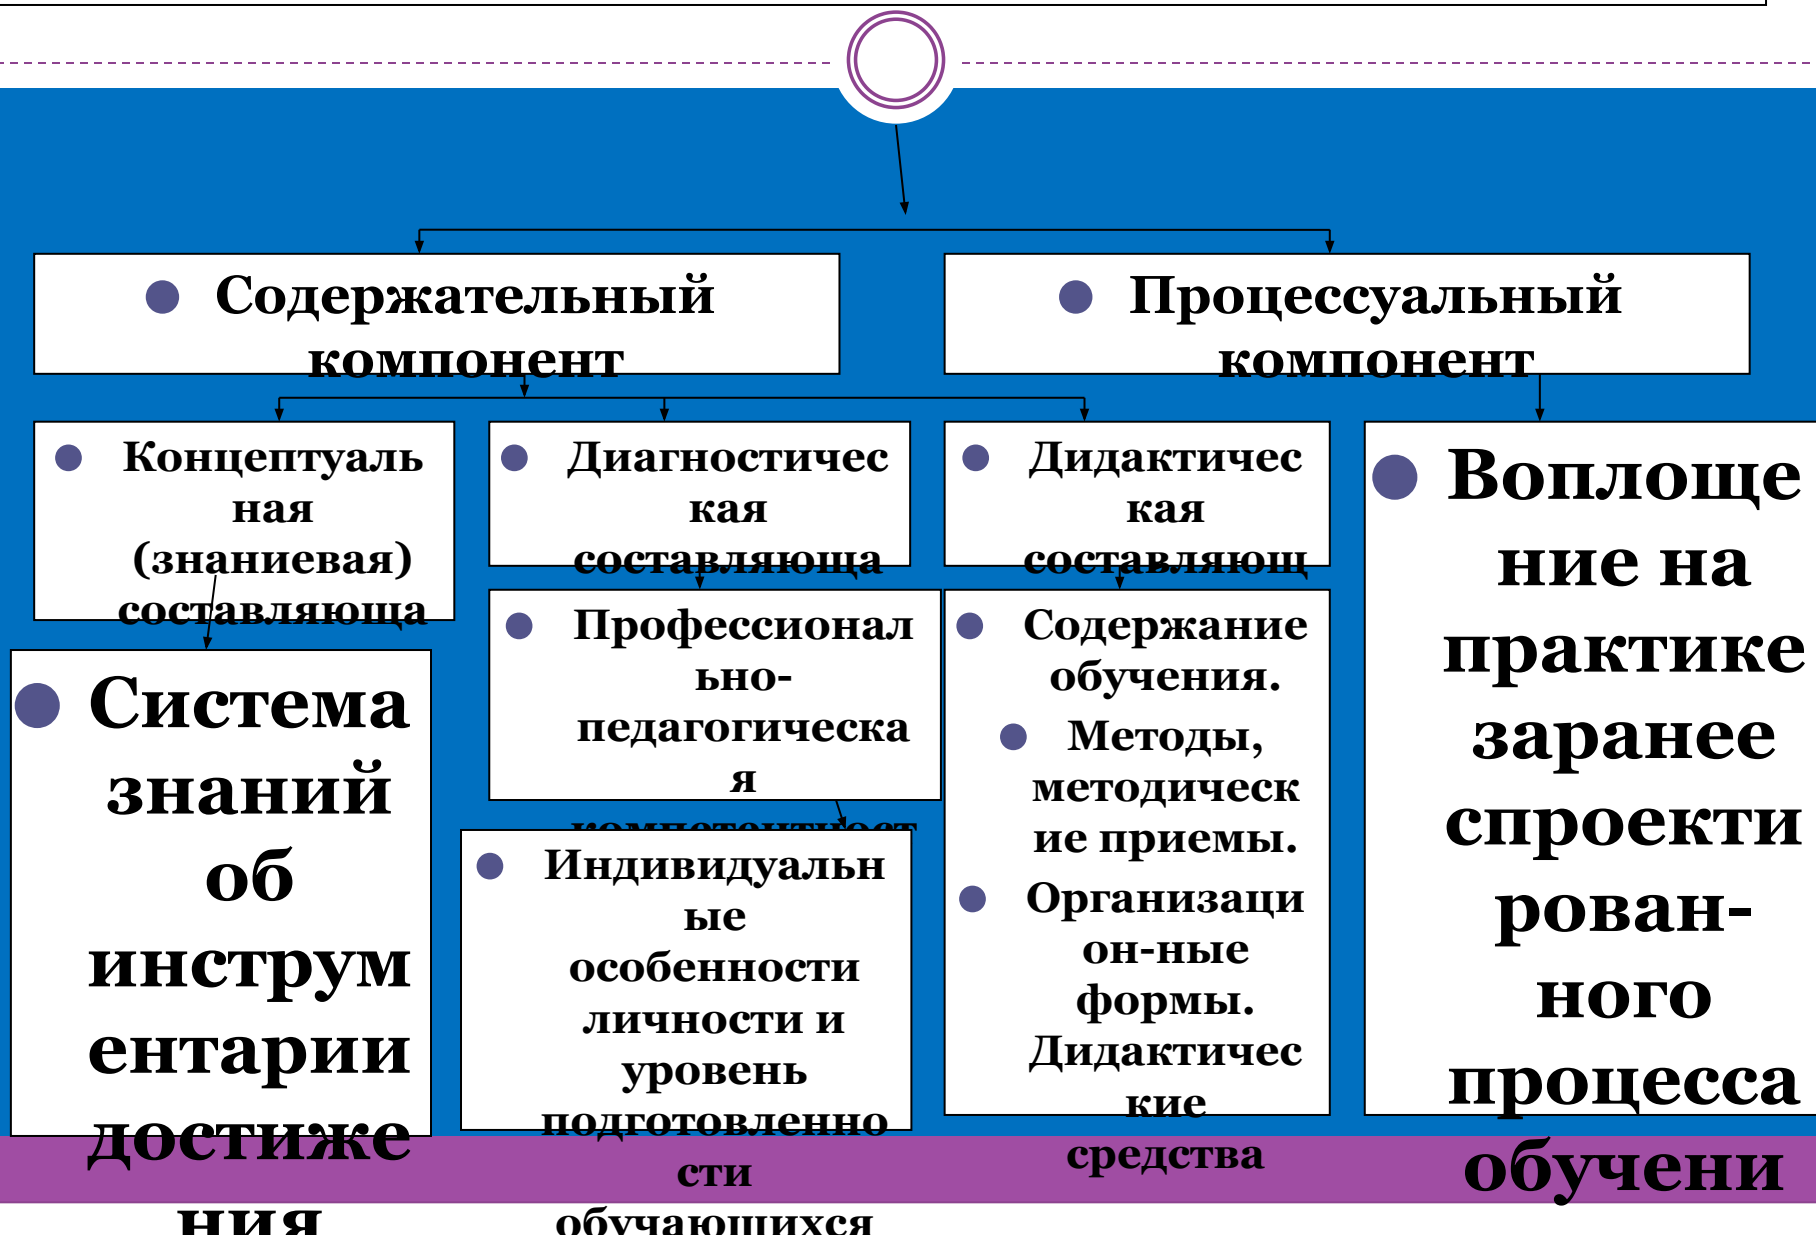 Содержательный
компонент
Процессуальный
компонент
Концептуаль
ная
(знаниевая)
составляюща
Диагностичес
кая
составляюща
Дидактичес
кая
составляющ
Воплоще
ние на
практике
заранее
спроекти
рован-
ного
процесса
обучени
Система
знаний
об
инструм
ентарии
достиже
ния
Профессионал
ьно-
педагогическа
я
компетентност
Индивидуальн
ые
особенности
личности и
уровень
подготовленно
сти
обучающихся
Содержание
обучения.
Методы,
методическ
ие приемы.
Организаци
он-ные
формы.
Дидактичес
кие
средства